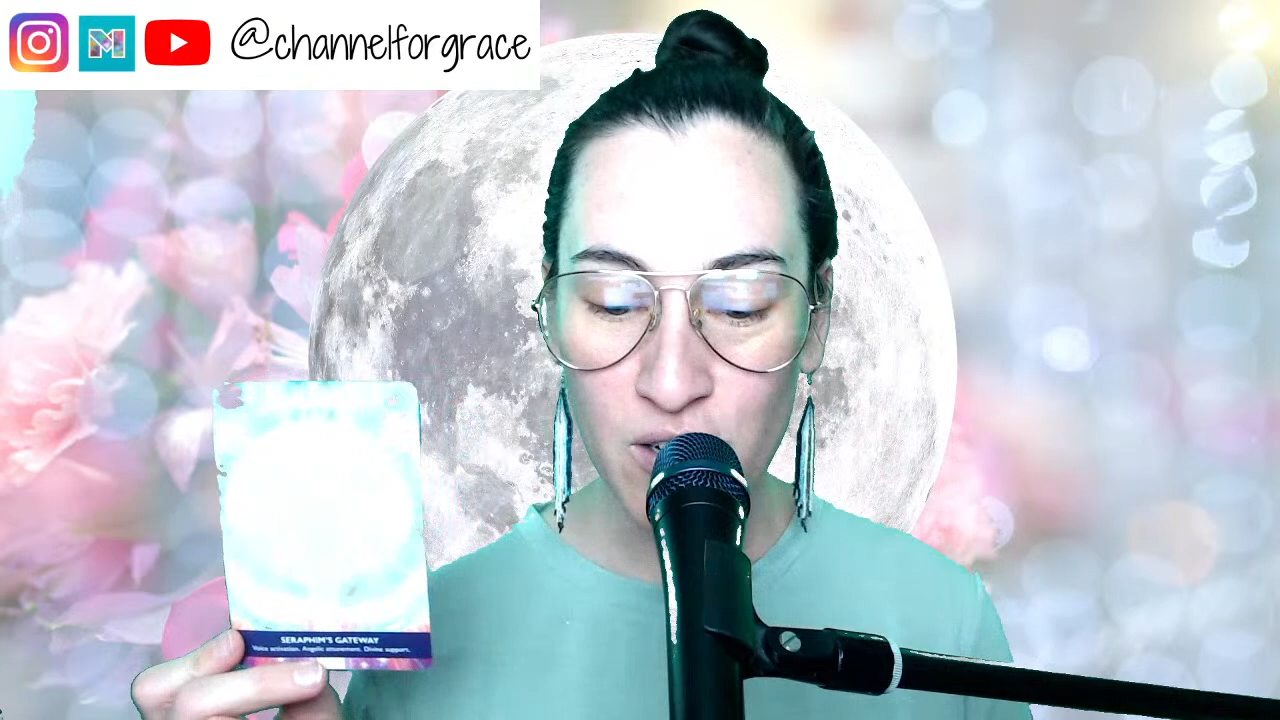 @channelforgrace
SERAPHIM'S GATEWAY
Voice activation. Angelic attunement. Divine support.